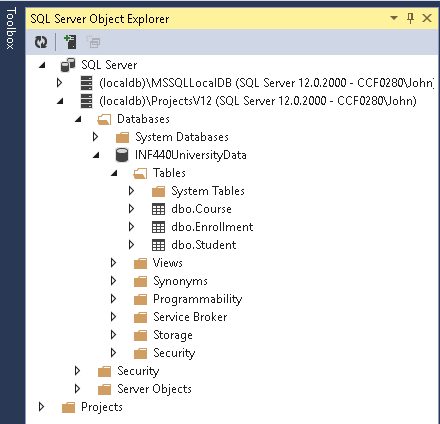 Toolbox
SQL Server Object Explorer
SQL Server
(localdb)\MSSQLLocalDB (SQL Server 12.0.2000 - CCF0280\John)
(localdb)\ProjectsV12 (SQL Server 12.0.2000 - CCF0280\John)
Databases
System Databases
INF440UniversityData
Tables
System Tables
dbo.Course
dbo.Enrollment
dbo.Student
Views
Synonyms
Programmability
Service Broker
Storage
Security
Security
Server Objects
Projects